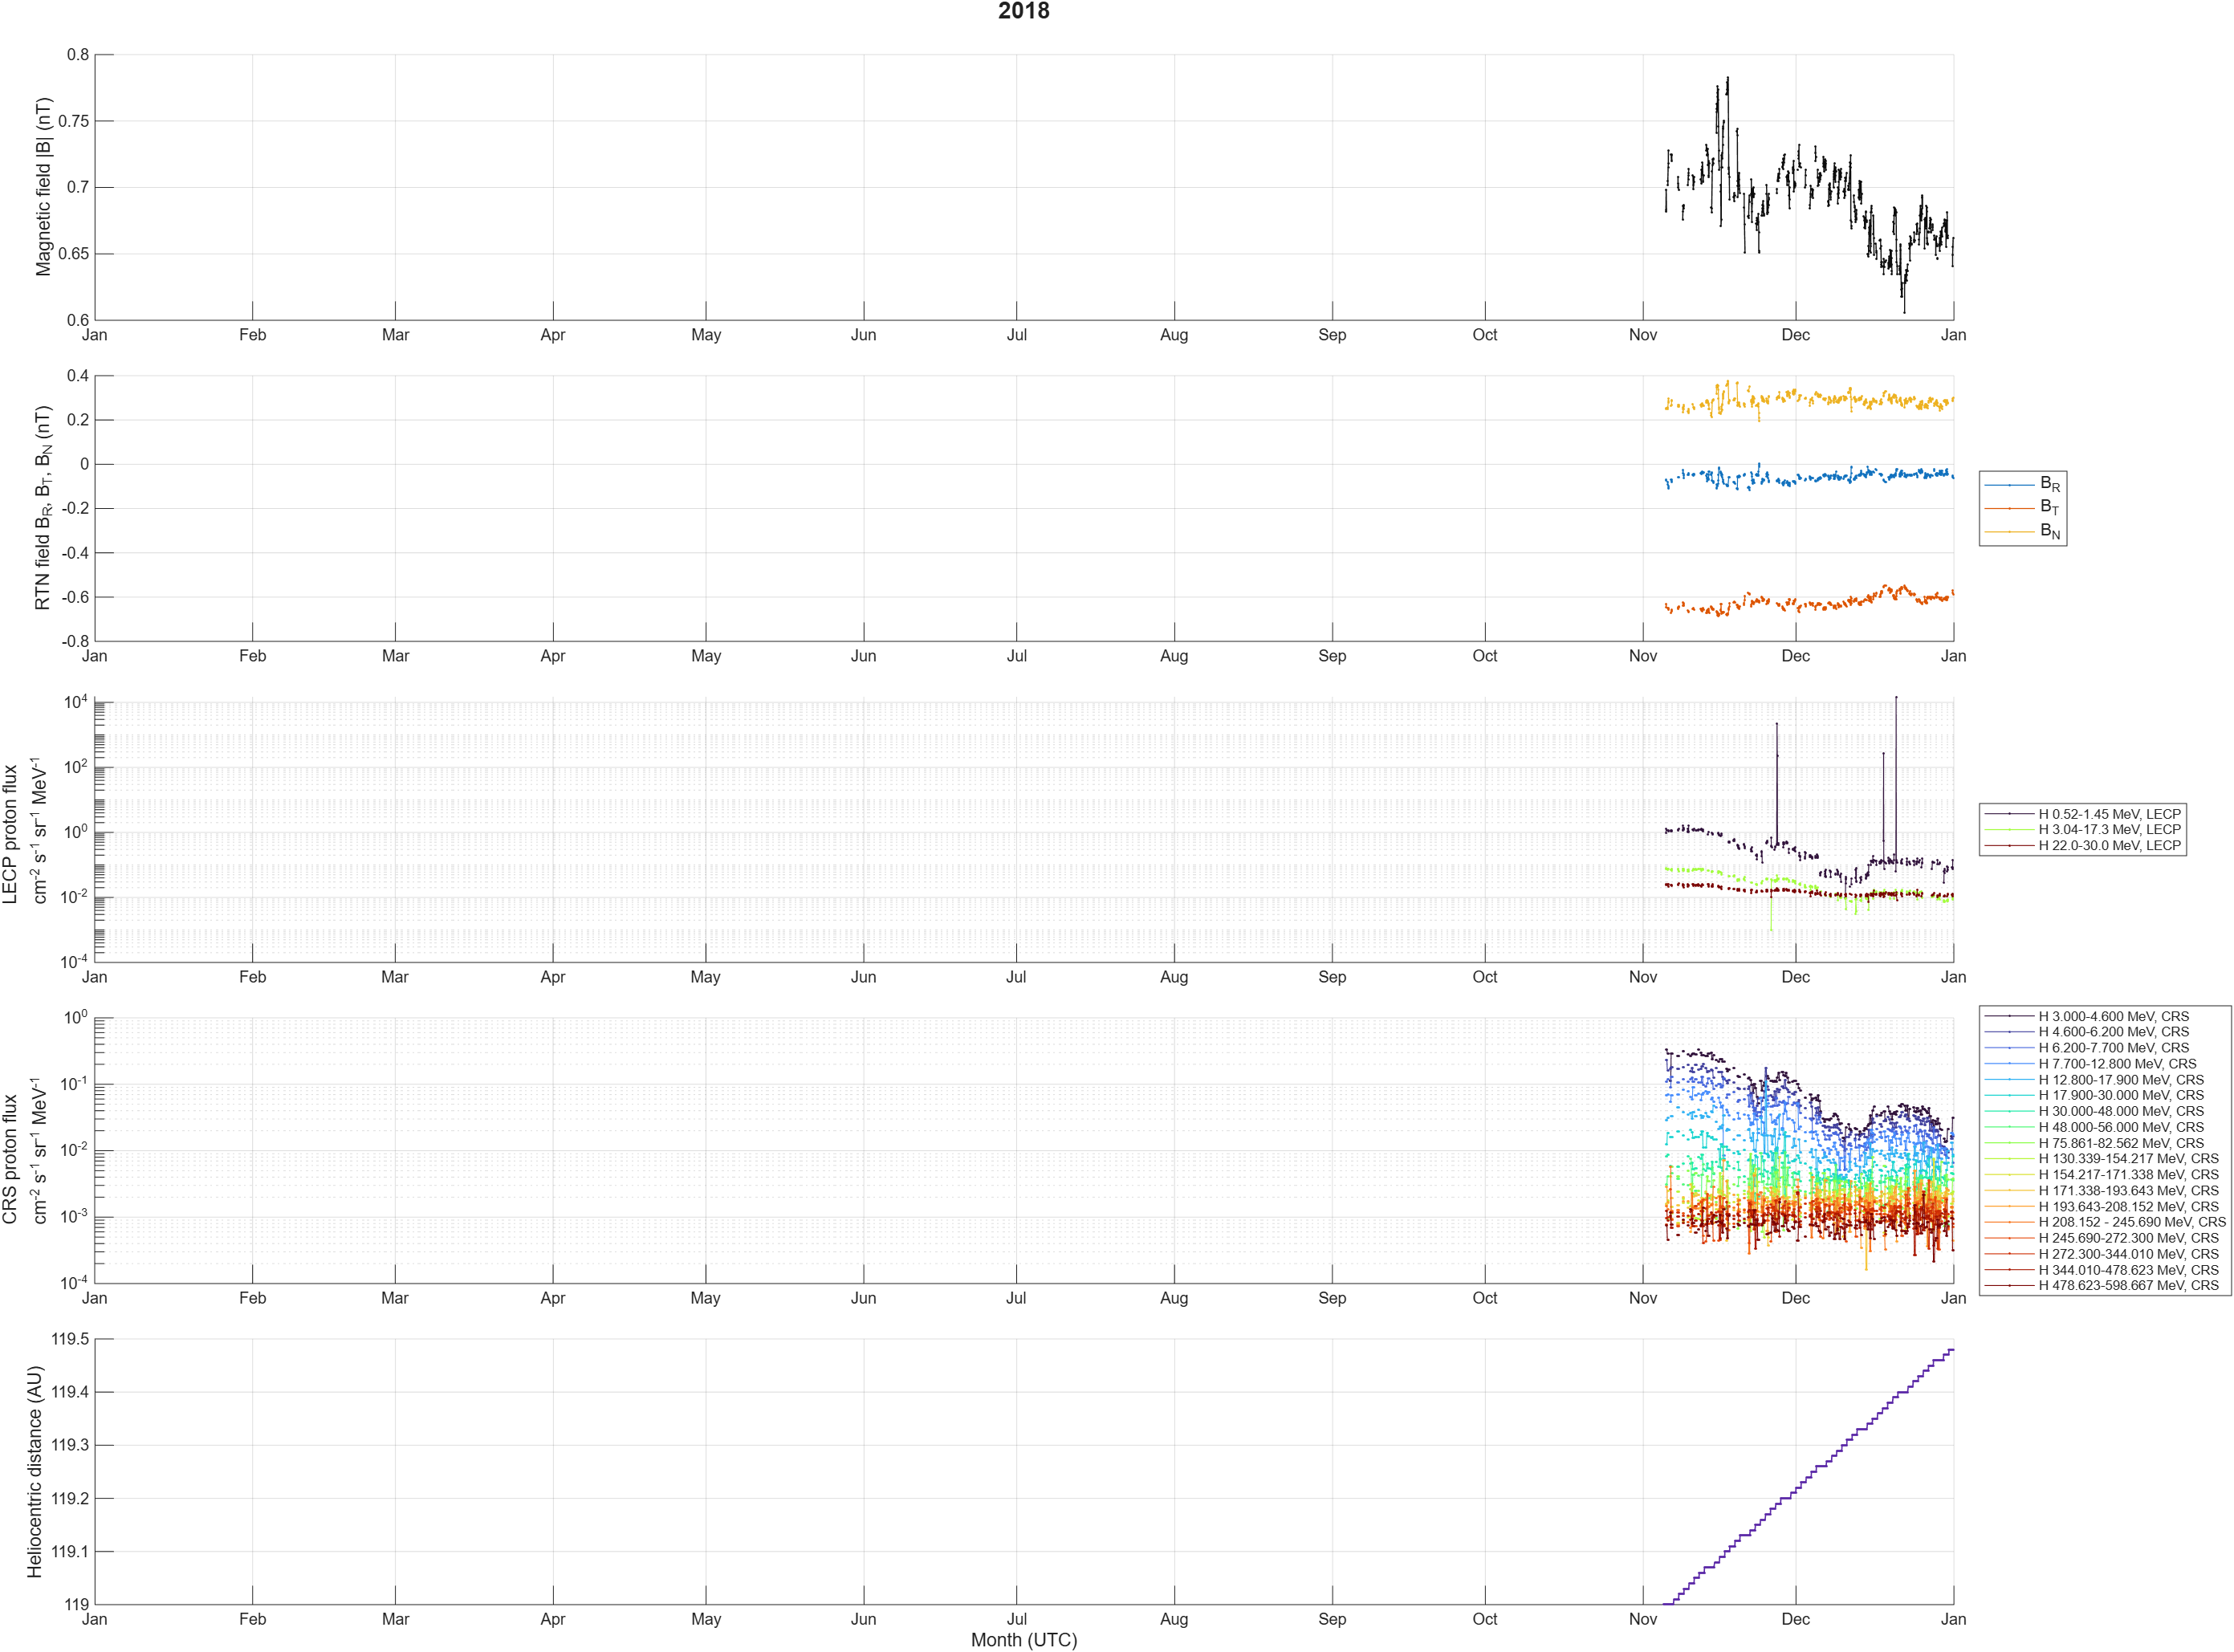 2018
Magnetic field |B| (nT)
0.8
0.75
0.7
0.65
0.6
Jan Feb Mar Apr May Jun Jul Aug Sep Oct Nov Dec Jan
RTN field B_R, B_T, B_N (nT)
0.4
0.2
0
-0.2
-0.4
-0.6
-0.8
Jan Feb Mar Apr May Jun Jul Aug Sep Oct Nov Dec Jan
B_R
B_T
B_N
LECP proton flux
cm^-2 s^-1 sr^-1 MeV^-1
10^4
10^2
10^0
10^-2
10^-4
Jan Feb Mar Apr May Jun Jul Aug Sep Oct Nov Dec Jan
H 0.52-1.45 MeV, LECP
H 3.04-17.3 MeV, LECP
H 22.0-30.0 MeV, LECP
CRS proton flux
cm^-2 s^-1 sr^-1 MeV^-1
10^0
10^-1
10^-2
10^-3
10^-4
Jan Feb Mar Apr May Jun Jul Aug Sep Oct Nov Dec Jan
H 3.000-4.600 MeV, CRS
H 4.600-6.200 MeV, CRS
H 6.200-7.700 MeV, CRS
H 7.700-12.800 MeV, CRS
H 12.800-17.900 MeV, CRS
H 17.900-30.000 MeV, CRS
H 30.000-48.000 MeV, CRS
H 48.000-56.000 MeV, CRS
H 75.861-82.562 MeV, CRS
H 130.339-154.217 MeV, CRS
H 154.217-171.338 MeV, CRS
H 171.338-193.643 MeV, CRS
H 193.643-208.152 MeV, CRS
H 208.152 - 245.690 MeV, CRS
H 245.690-272.300 MeV, CRS
H 272.300-344.010 MeV, CRS
H 344.010-478.623 MeV, CRS
H 478.623-598.667 MeV, CRS
Heliocentric distance (AU)
119.5
119.4
119.3
119.2
119.1
119
Jan Feb Mar Apr May Jun Jul Aug Sep Oct Nov Dec Jan
Month (UTC)